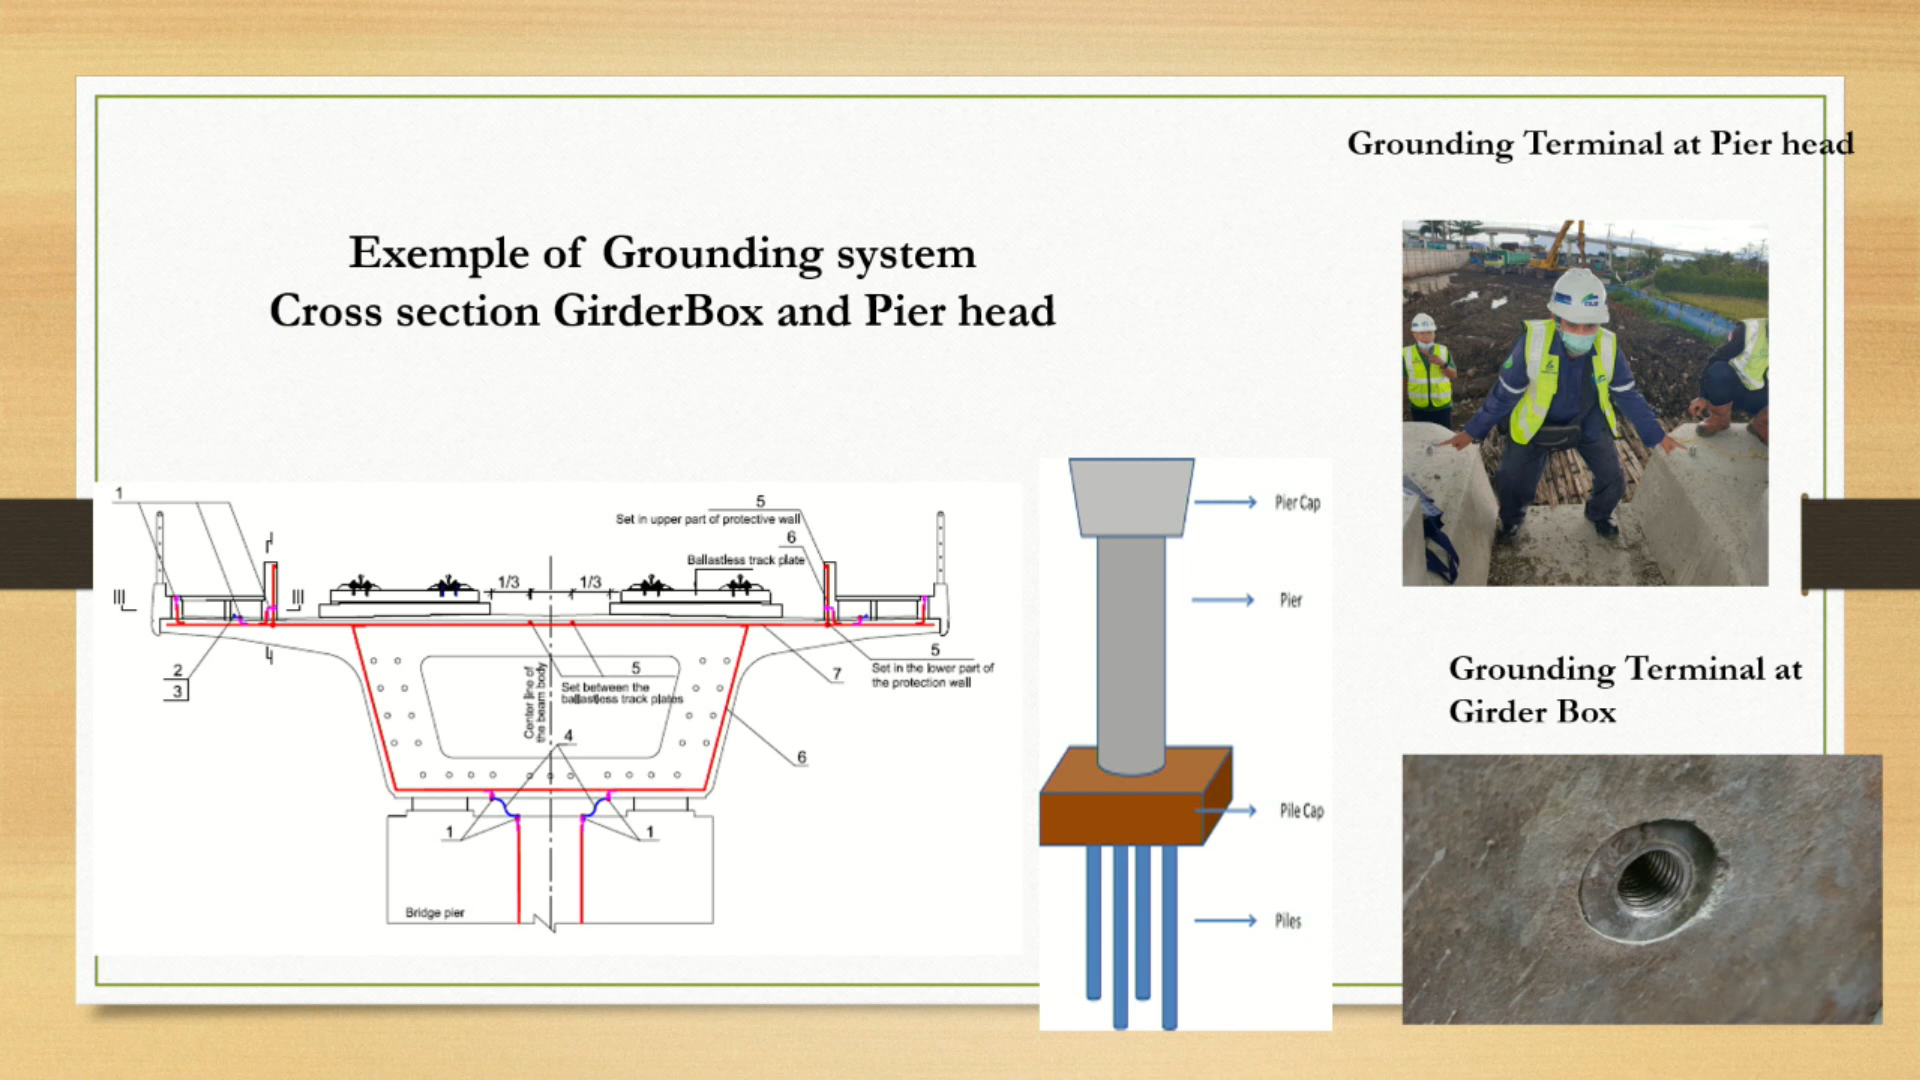 Grounding Terminal at Pier head
Exemple of Grounding system
Cross section GirderBox and Pier head
1
5
Set in upper part of protective wall
6
Ballastless track plate
1/3
1/3
III
III
2
3
5
Set between the
ballastless track plates
Center line of
the beam body
4
7
5
Set in the lower part of
the protection wall
6
1
1
Bridge pier
Pier Cap
Pier
Pile Cap
Piles
Grounding Terminal at
Girder Box